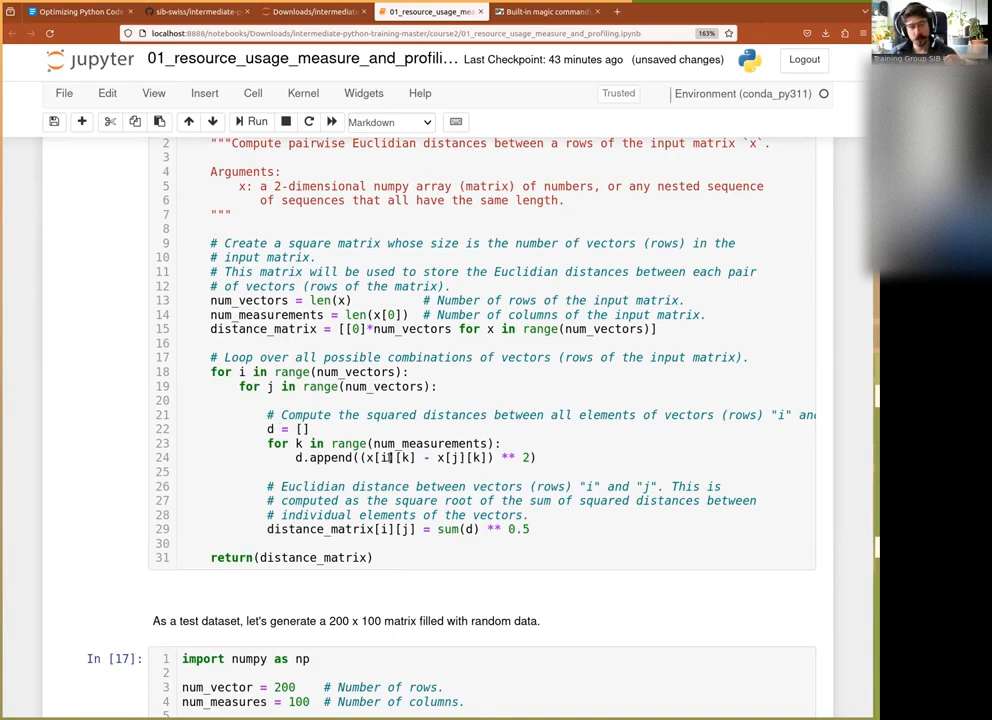 Optimizing Python Code
sib-swiss/intermediate-p
Downloads/intermediate
01_resource_usage_mea
Built-in magic command
localhost:8888/notebooks/Downloads/intermediate-python-training-master/course2/01_resource_usage_measure_and_profiling.ipynb
163%
Training Group SIB
jupyter 01_resource_usage_measure_and_profili... Last Checkpoint: 43 minutes ago (unsaved changes)
Logout
File Edit View Insert Cell Kernel Widgets Help Trusted Environment (conda_py311)
Run Markdown
2 """Compute pairwise Euclidian distances between a rows of the input matrix `x`.
3
4 Arguments:
5 x: a 2-dimensional numpy array (matrix) of numbers, or any nested sequence
6 of sequences that all have the same length.
7 """
8
9 # Create a square matrix whose size is the number of vectors (rows) in the
10 # input matrix.
11 # This matrix will be used to store the Euclidian distances between each pair
12 # of vectors (rows of the matrix).
13 num_vectors = len(x) # Number of rows of the input matrix.
14 num_measurements = len(x[0]) # Number of columns of the input matrix.
15 distance_matrix = [[0]*num_vectors for x in range(num_vectors)]
16
17 # Loop over all possible combinations of vectors (rows of the input matrix).
18 for i in range(num_vectors):
19 for j in range(num_vectors):
20
21 # Compute the squared distances between all elements of vectors (rows) "i" and
22 d = []
23 for k in range(num_measurements):
24 d.append((x[i][k] - x[j][k]) ** 2)
25
26 # Euclidian distance between vectors (rows) "i" and "j". This is
27 # computed as the square root of the sum of squared distances between
28 # individual elements of the vectors.
29 distance_matrix[i][j] = sum(d) ** 0.5
30
31 return(distance_matrix)
As a test dataset, let's generate a 200 x 100 matrix filled with random data.
In [17]: 1 import numpy as np
2
3 num_vector = 200 # Number of rows.
4 num_measures = 100 # Number of columns.
5